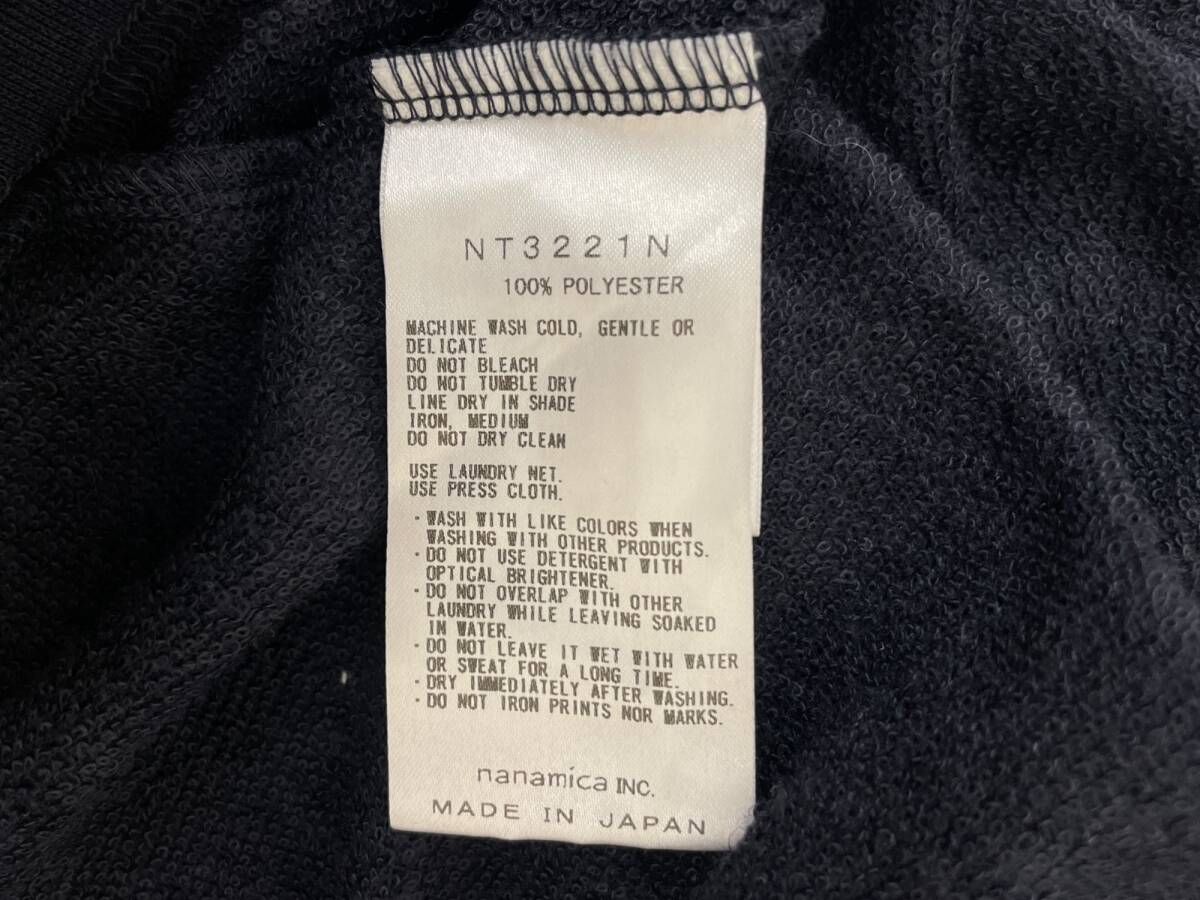 NT3221N
100% POLYESTER
MACHINE WASH COLD, GENTLE OR
DELICATE
DO NOT BLEACH
DO NOT TUMBLE DRY
LINE DRY IN SHADE
IRON, MEDIUM
DO NOT DRY CLEAN
USE LAUNDRY NET.
USE PRESS CLOTH.
・WASH WITH LIKE COLORS WHEN
WASHING WITH OTHER PRODUCTS.
・DO NOT USE DETERGENT WITH
OPTICAL BRIGHTENER.
・DO NOT OVERLAP WITH OTHER
LAUNDRY WHILE LEAVING SOAKED
IN WATER.
・DO NOT LEAVE IT WET WITH WATER
OR SWEAT FOR A LONG TIME.
・DRY IMMEDIATELY AFTER WASHING.
・DO NOT IRON PRINTS NOR MARKS.
nanamica INC.
MADE IN JAPAN